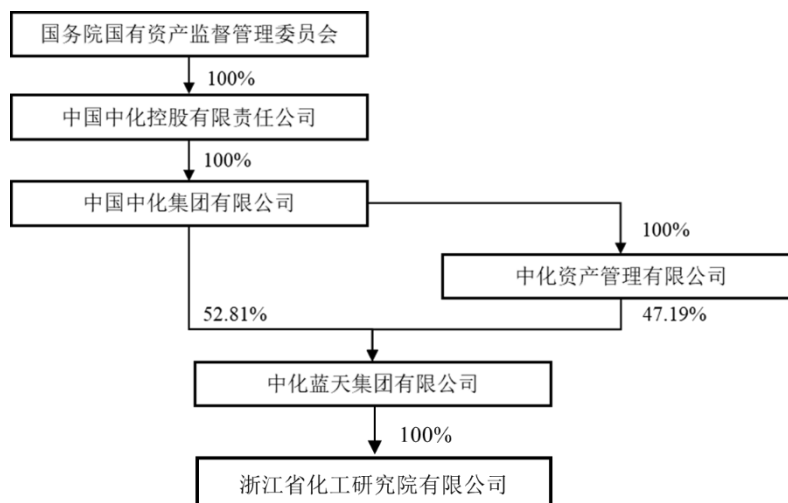 国务院国有资产监督管理委员会
100%
中国中化控股有限责任公司
100%
中国中化集团有限公司
100%
中化资产管理有限公司
52.81%
47.19%
中化蓝天集团有限公司
100%
浙江省化工研究院有限公司